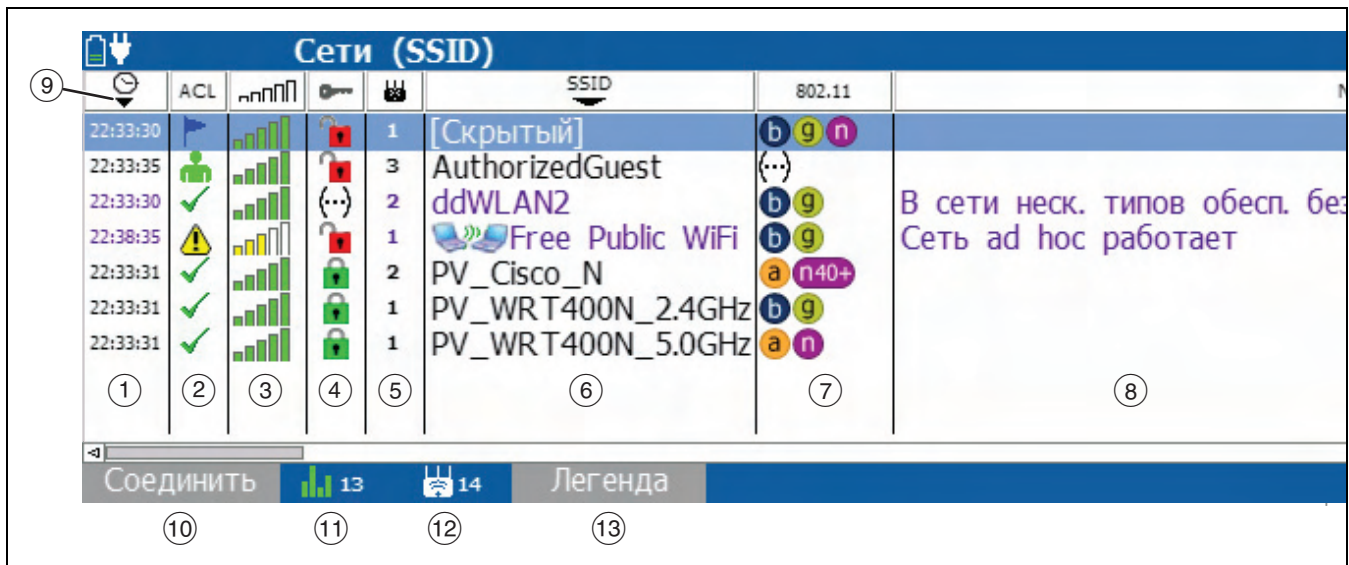 Сети (SSID)
9
ACL SSID 802.11
22:33:30 1 [Скрытый] b g n
22:33:35 3 AuthorizedGuest (···)
22:33:30 (···) 2 ddWLAN2 b g В сети неск. типов обесп. без
22:38:35 1 Free Public WiFi b g Сеть ad hoc работает
22:33:31 2 PV_Cisco_N a n40+
22:33:31 1 PV_WRT400N_2.4GHz b g
22:33:31 1 PV_WRT400N_5.0GHz a n
1 2 3 4 5 6 7 8
Соединить 13 14 Легенда
10 11 12 13